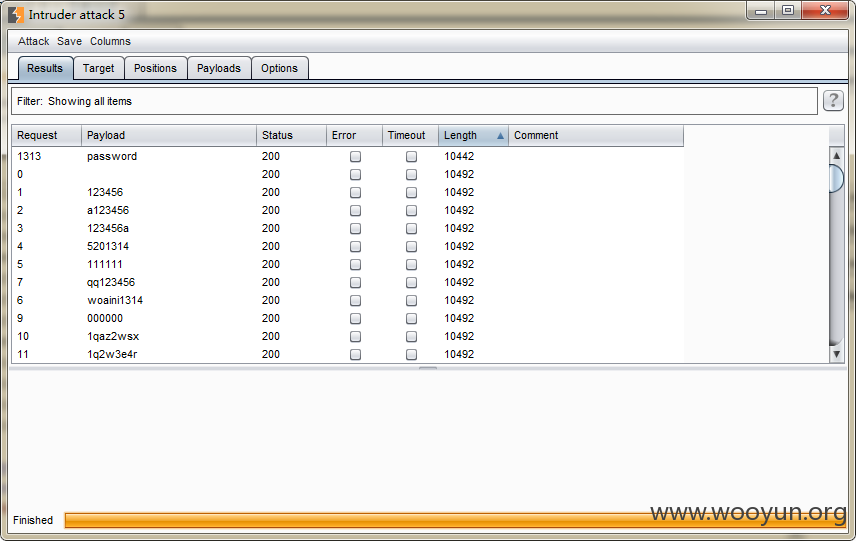 Intruder attack 5
Attack Save Columns
Results Target Positions Payloads Options
Filter: Showing all items ?
Request Payload Status Error Timeout Length Comment
1313 password 200 10442
0 200 10492
1 123456 200 10492
2 a123456 200 10492
3 123456a 200 10492
4 5201314 200 10492
5 111111 200 10492
7 qq123456 200 10492
6 woaini1314 200 10492
9 000000 200 10492
10 1qaz2wsx 200 10492
11 1q2w3e4r 200 10492
www.wooyun.org
Finished